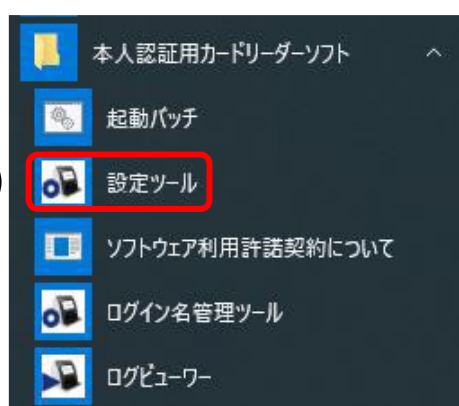 本人認証用カードリーダーソフト
起動バッチ
設定ツール
ソフトウェア利用許諾契約について
ログイン名管理ツール
ログビューワー